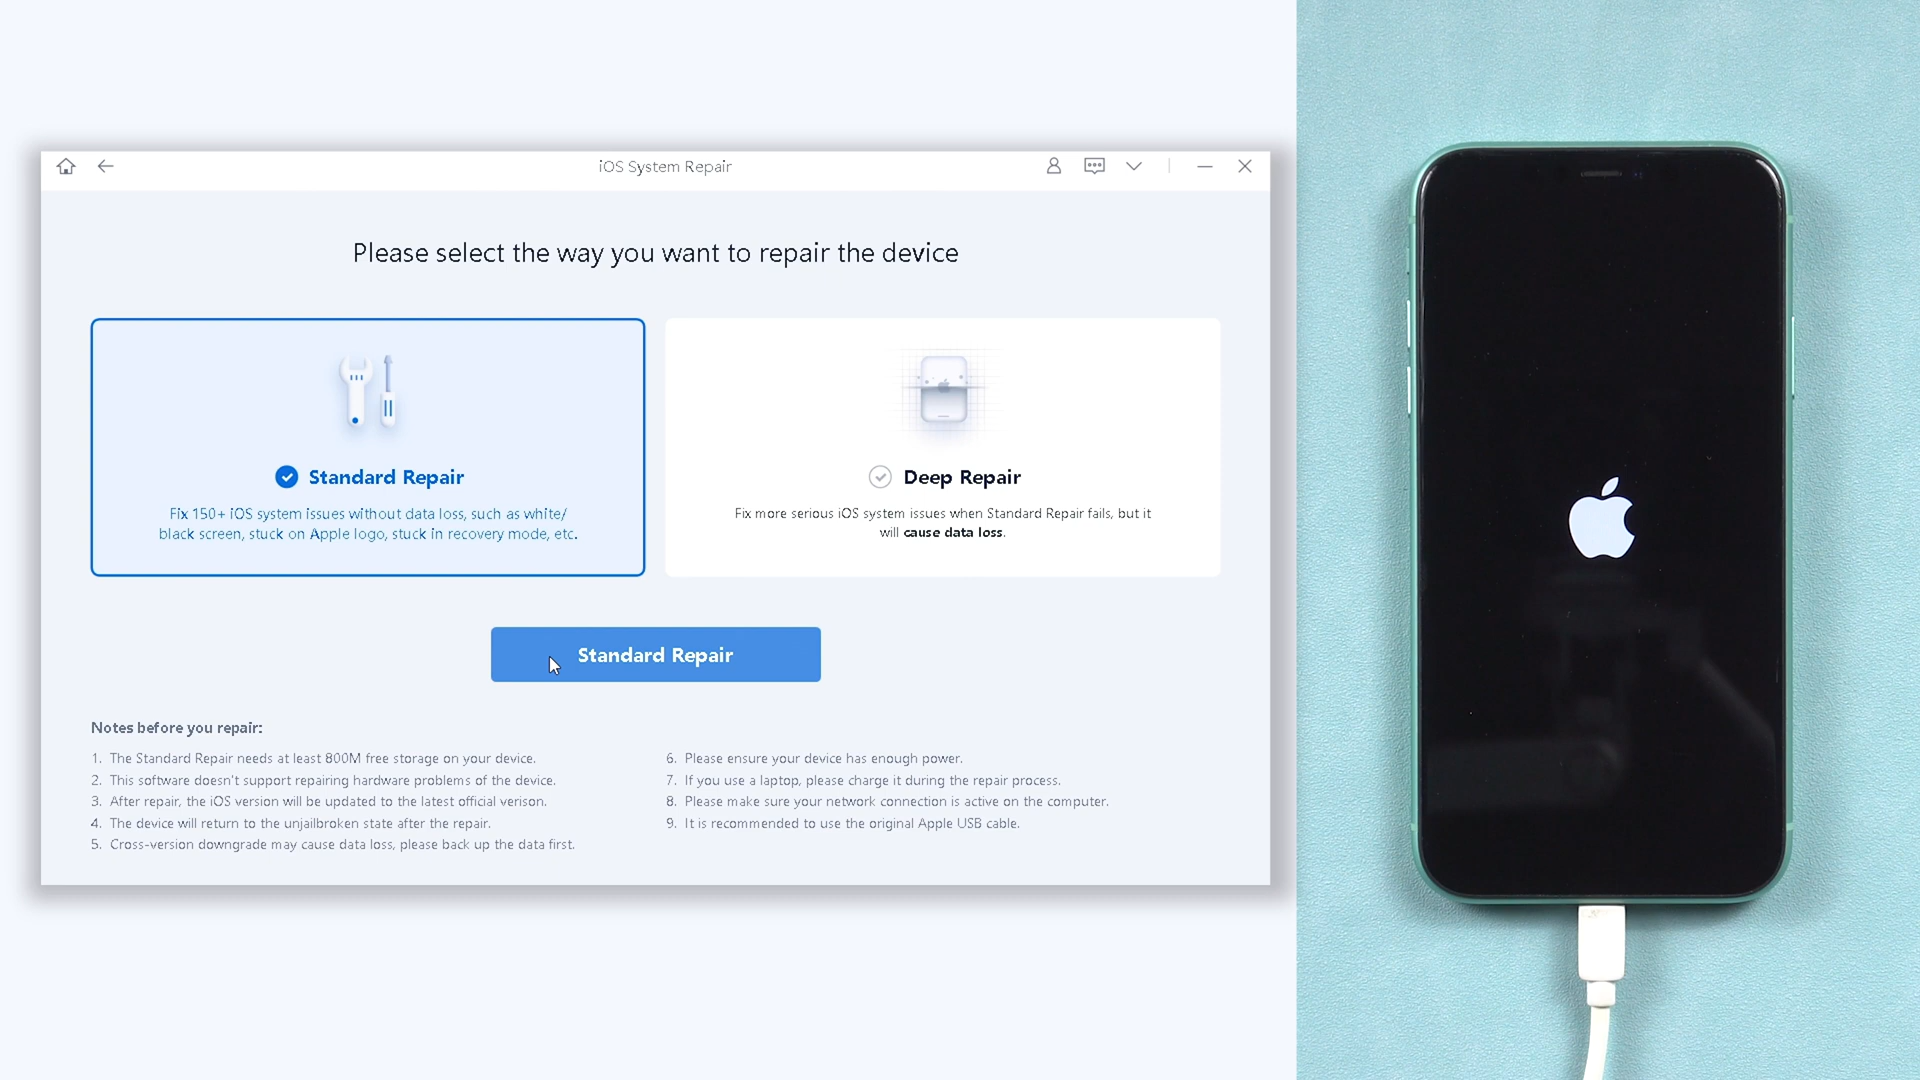 iOS System Repair
Please select the way you want to repair the device
Standard Repair
Fix 150+ iOS system issues without data loss, such as white/
black screen, stuck on Apple logo, stuck in recovery mode, etc.
Deep Repair
Fix more serious iOS system issues when Standard Repair fails, but it
will cause data loss.
Standard Repair
Notes before you repair:
1. The Standard Repair needs at least 800M free storage on your device.
2. This software doesn't support repairing hardware problems of the device.
3. After repair, the iOS version will be updated to the latest official verison.
4. The device will return to the unjailbroken state after the repair.
5. Cross-version downgrade may cause data loss, please back up the data first.
6. Please ensure your device has enough power.
7. If you use a laptop, please charge it during the repair process.
8. Please make sure your network connection is active on the computer.
9. It is recommended to use the original Apple USB cable.